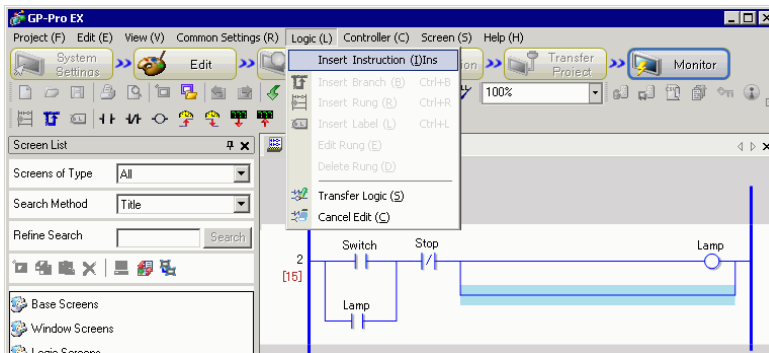 GP-Pro EX
Project (F) Edit (E) View (V) Common Settings (R) Logic (L) Controller (C) Screen (S) Help (H)
System Settings Edit Transfer Project Monitor
Insert Instruction (I)Ins
Insert Branch (B) Ctrl+B
Insert Rung (R) Ctrl+R
Insert Label (L) Ctrl+L
Edit Rung (E)
Delete Rung (D)
Transfer Logic (S)
Cancel Edit (C)
100%
Screen List
Screens of Type All
Search Method Title
Refine Search Search
Base Screens
Window Screens
Logic Screens
Switch Stop Lamp
2
[15]
Lamp